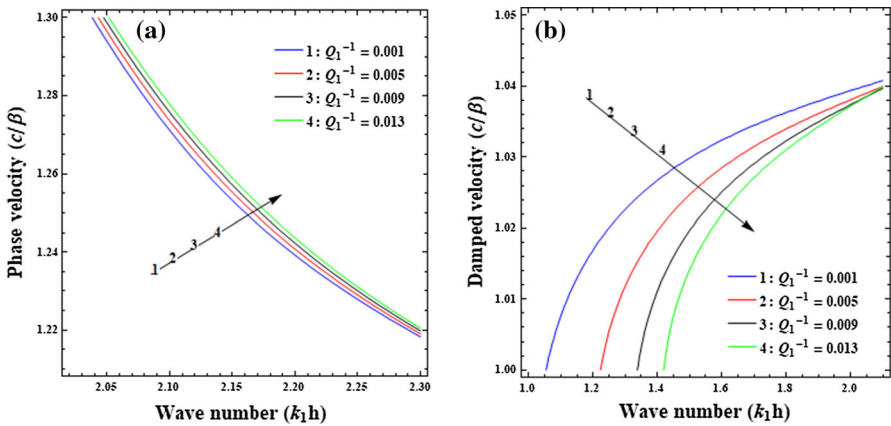 (a)
1 : Q₁⁻¹ = 0.001
2 : Q₁⁻¹ = 0.005
3 : Q₁⁻¹ = 0.009
4 : Q₁⁻¹ = 0.013
Phase velocity (c/β)
1.30
1.28
1.26
1.24
1.22
1 2 3 4
2.05 2.10 2.15 2.20 2.25 2.30
Wave number (k₁h)
(b)
Damped velocity (c/β)
1.05
1.04
1.03
1.02
1.01
1.00
1 2 3 4
1 : Q₁⁻¹ = 0.001
2 : Q₁⁻¹ = 0.005
3 : Q₁⁻¹ = 0.009
4 : Q₁⁻¹ = 0.013
1.0 1.2 1.4 1.6 1.8 2.0
Wave number (k₁h)